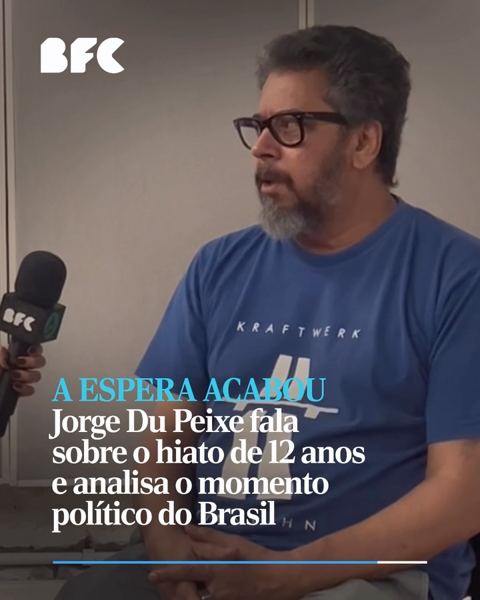 BFC
KRAFTWERK
BFC
A ESPERA ACABOU
Jorge Du Peixe fala
sobre o hiato de 12 anos
e analisa o momento
político do Brasil
HN